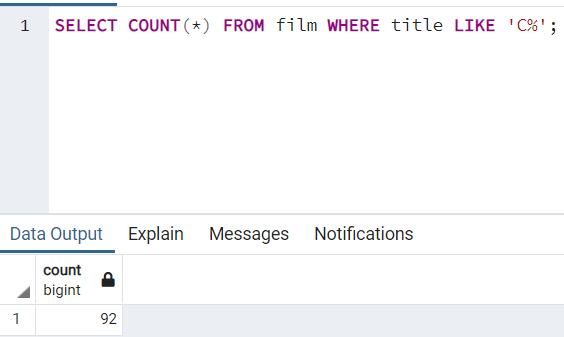 1 SELECT COUNT(*) FROM film WHERE title LIKE 'C%';
Data Output Explain Messages Notifications
count
bigint
1 92